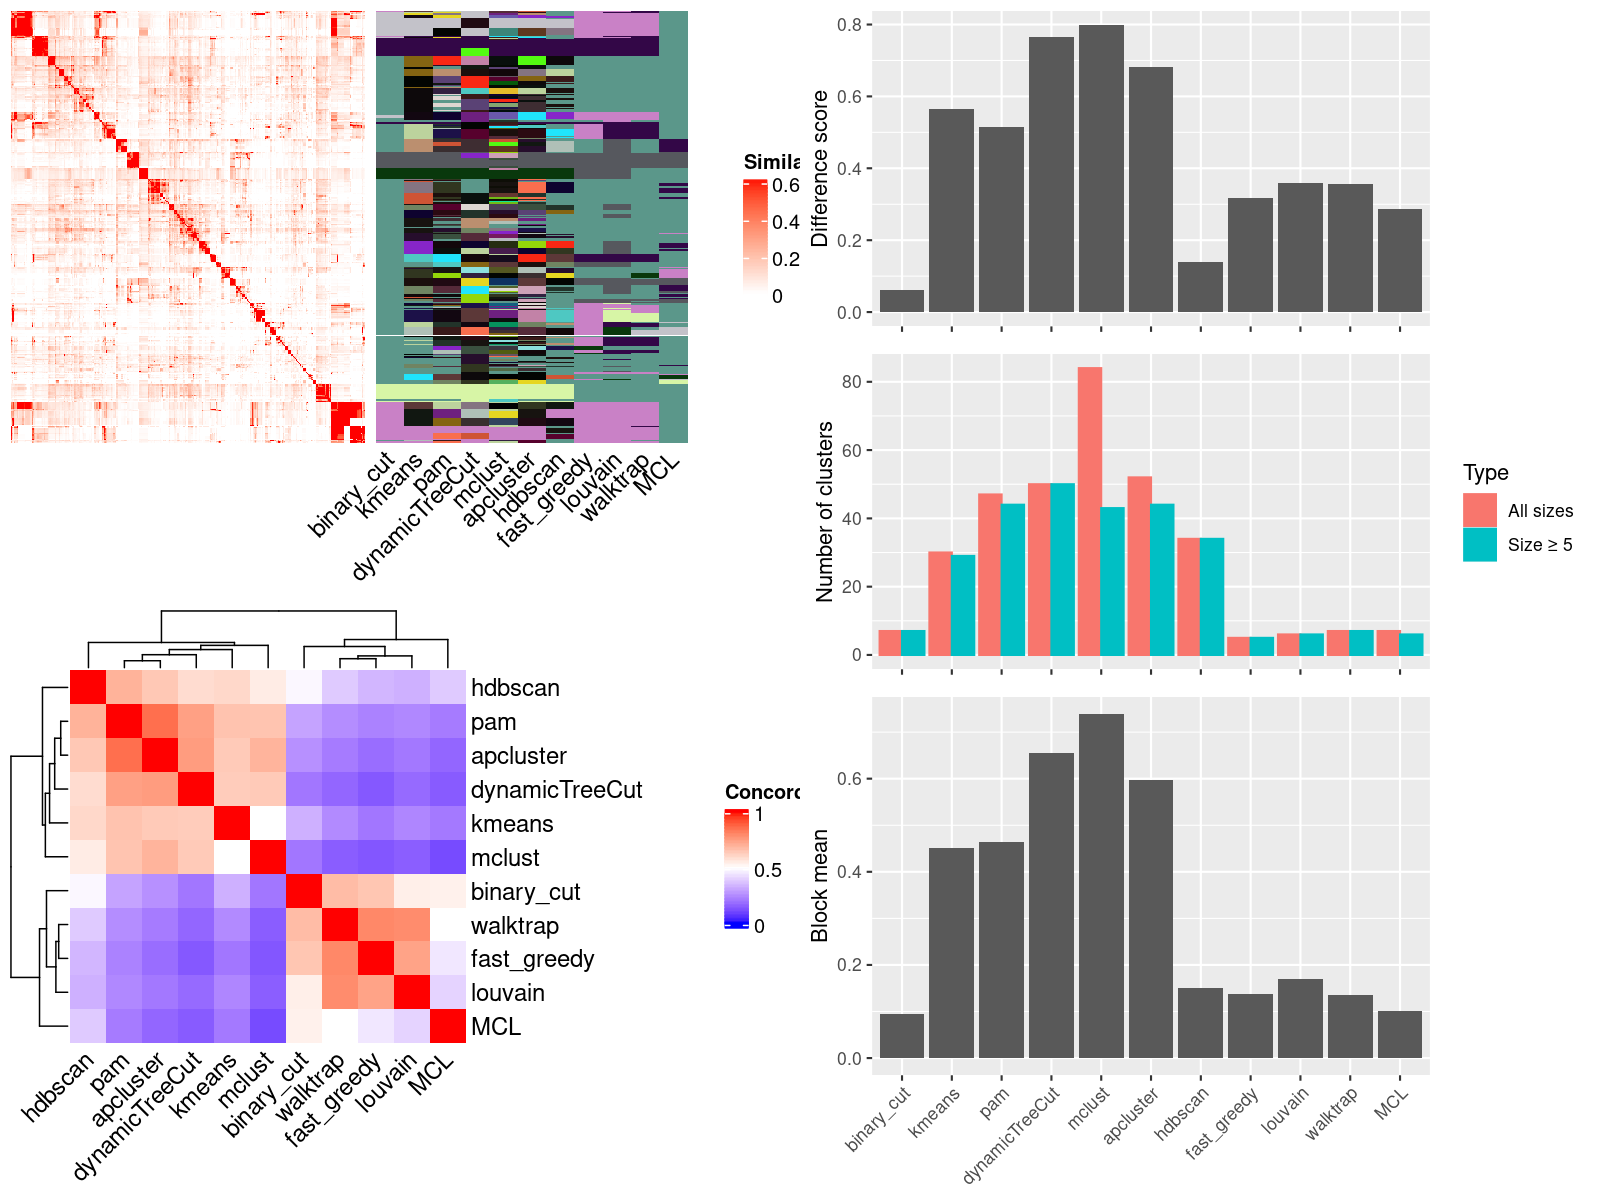 Simila
0.6
0.4
0.2
0
binary_cut
kmeans
pam
dynamicTreeCut
mclust
apcluster
hdbscan
fast_greedy
louvain
walktrap
MCL
hdbscan
pam
apcluster
dynamicTreeCut
kmeans
mclust
binary_cut
walktrap
fast_greedy
louvain
MCL
hdbscan
pam
apcluster
dynamicTreeCut
kmeans
mclust
binary_cut
walktrap
fast_greedy
louvain
MCL
Concord
1
0.5
0
Difference score
0.8
0.6
0.4
0.2
0.0
Number of clusters
80
60
40
20
0
Type
All sizes
Size ≥ 5
Block mean
0.6
0.4
0.2
0.0
binary_cut
kmeans
pam
dynamicTreeCut
mclust
apcluster
hdbscan
fast_greedy
louvain
walktrap
MCL